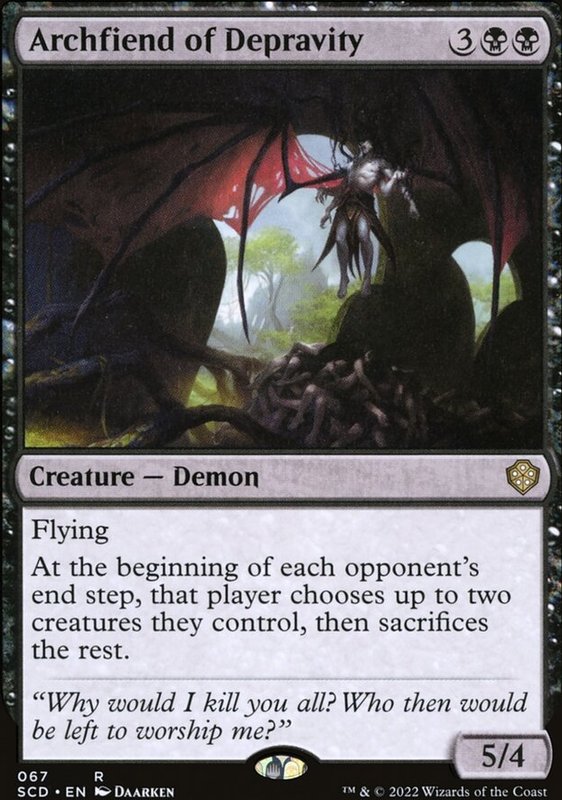 Archfiend of Depravity 3
Creature — Demon
Flying
At the beginning of each opponent's
end step, that player chooses up to two
creatures they control, then sacrifices
the rest.
“Why would I kill you all? Who then would
be left to worship me?”
5/4
067 R
SCD • EN DAARKEN
™ & © 2022 Wizards of the Coast